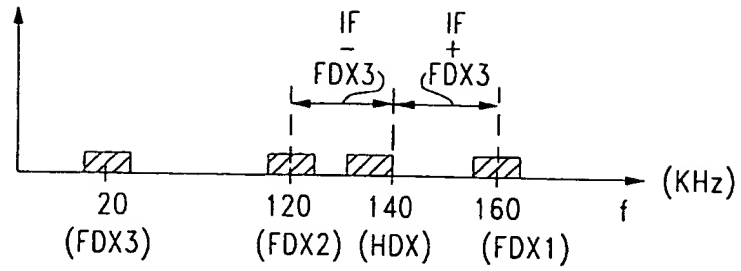 IF IF
− +
FDX3 FDX3
20 120 140 160 f (KHz)
(FDX3) (FDX2) (HDX) (FDX1)